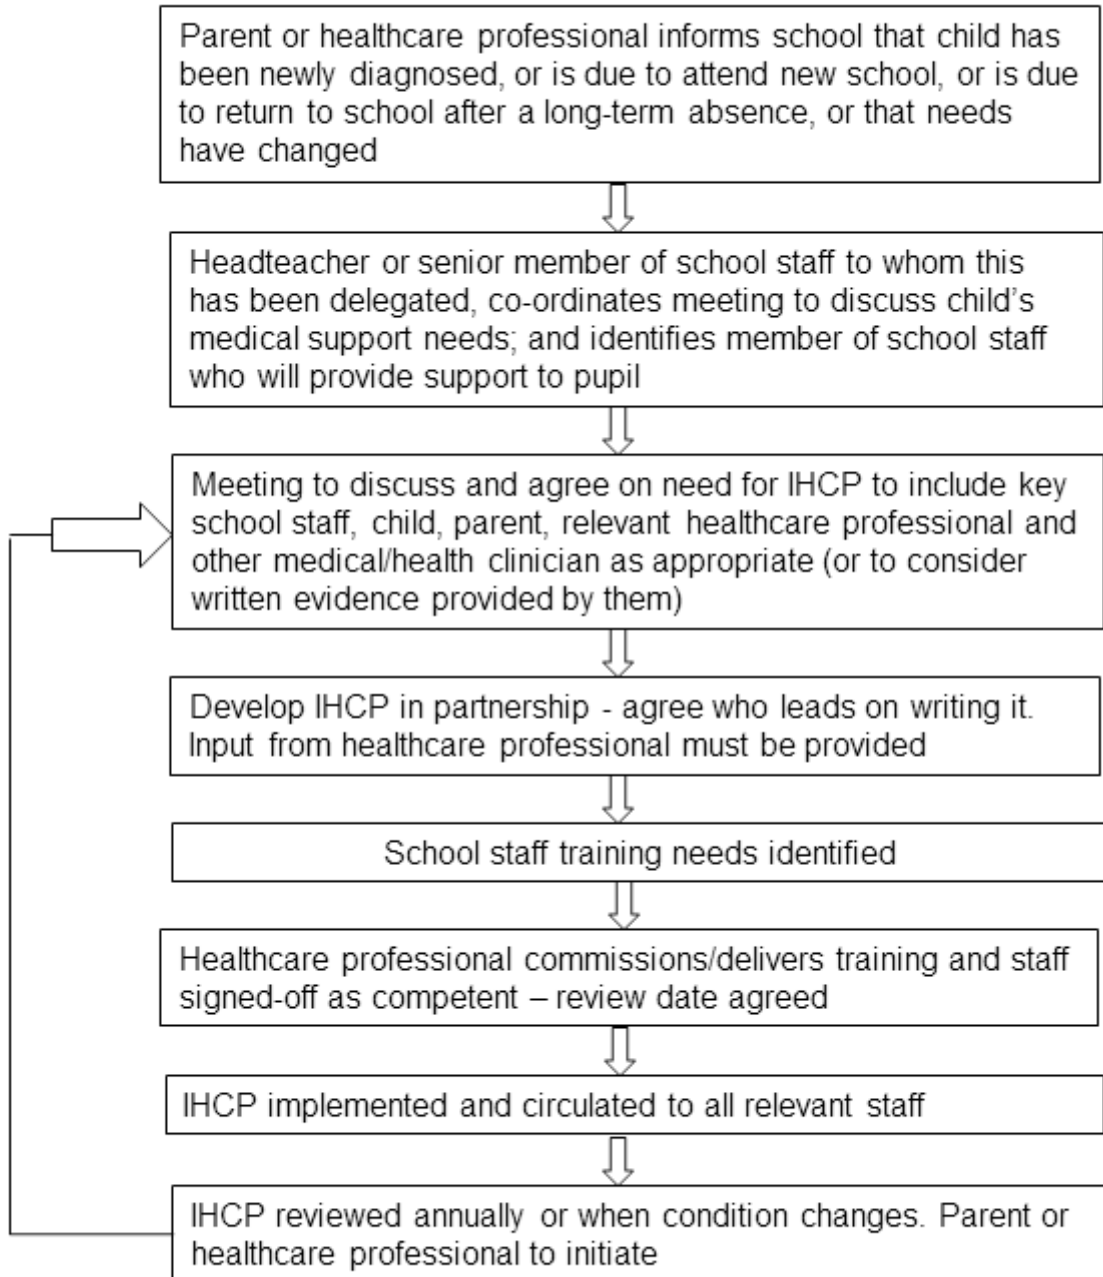 Parent or healthcare professional informs school that child has
been newly diagnosed, or is due to attend new school, or is due
to return to school after a long-term absence, or that needs
have changed
Headteacher or senior member of school staff to whom this
has been delegated, co-ordinates meeting to discuss child's
medical support needs; and identifies member of school staff
who will provide support to pupil
Meeting to discuss and agree on need for IHCP to include key
school staff, child, parent, relevant healthcare professional and
other medical/health clinician as appropriate (or to consider
written evidence provided by them)
Develop IHCP in partnership - agree who leads on writing it.
Input from healthcare professional must be provided
School staff training needs identified
Healthcare professional commissions/delivers training and staff
signed-off as competent – review date agreed
IHCP implemented and circulated to all relevant staff
IHCP reviewed annually or when condition changes. Parent or
healthcare professional to initiate